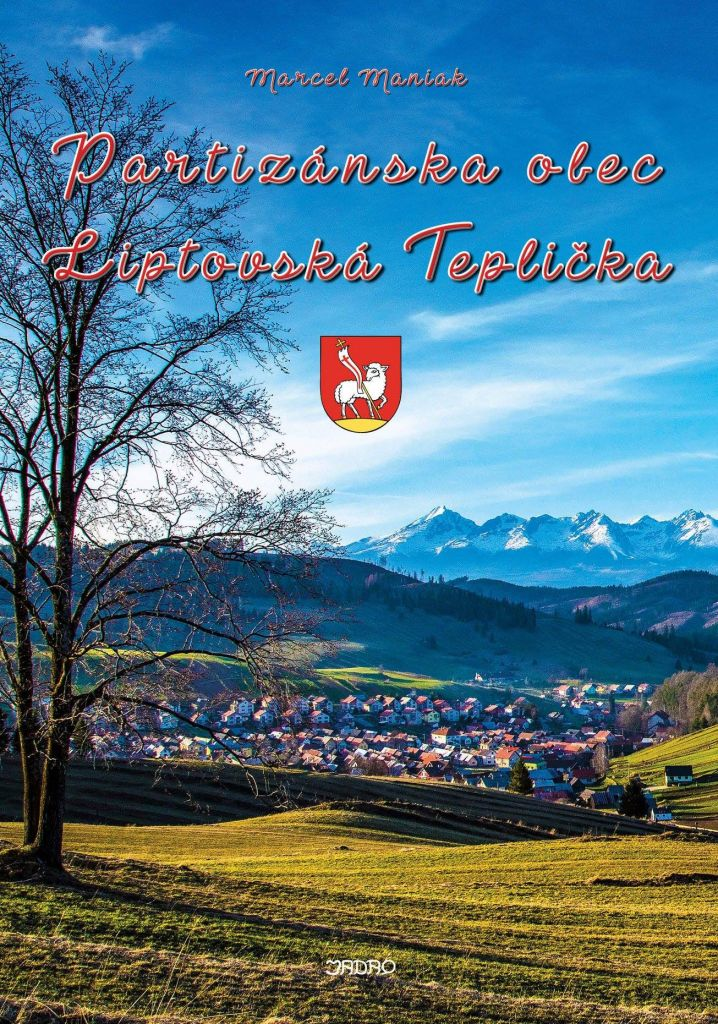 Marcel Maniak
Partizánska obec
Liptovská Teplička
JADRO